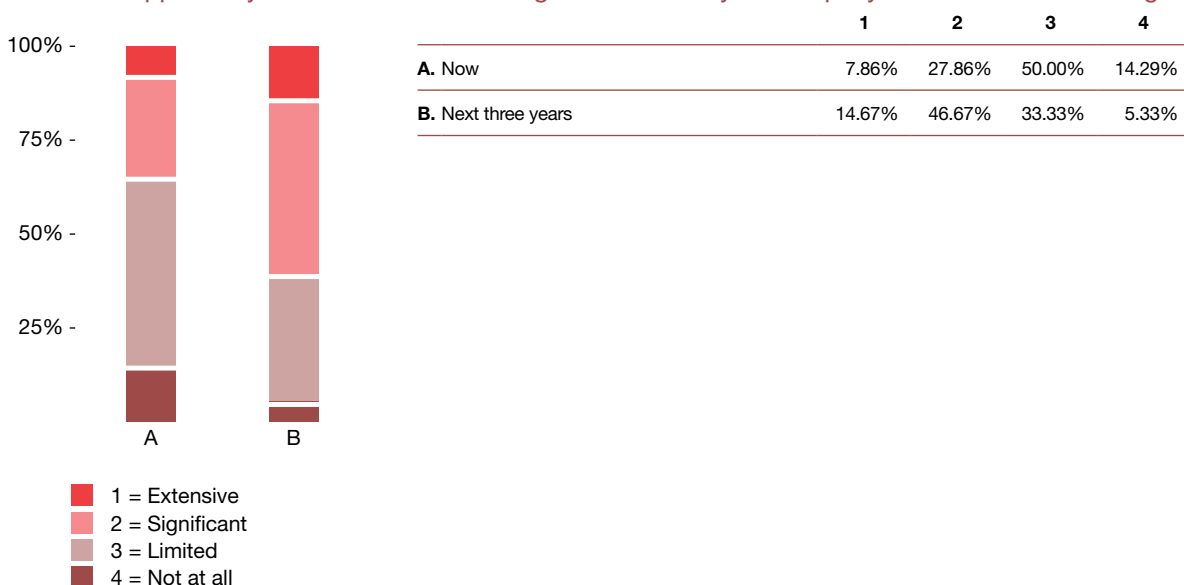 1 2 3 4
A. Now 7.86% 27.86% 50.00% 14.29%
B. Next three years 14.67% 46.67% 33.33% 5.33%
100% -
75% -
50% -
25% -
A B
1 = Extensive
2 = Significant
3 = Limited
4 = Not at all